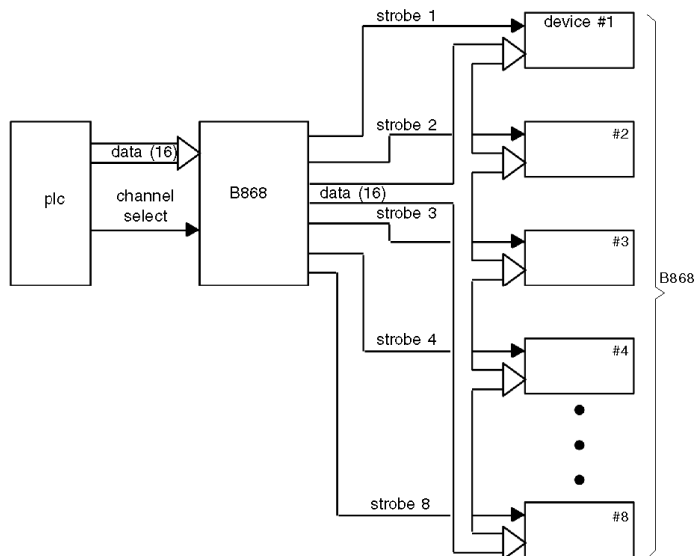 strobe 1
device #1
strobe 2
#2
data (16)
plc
channel
select
B868
data (16)
strobe 3
#3
B868
strobe 4
#4
strobe 8
#8